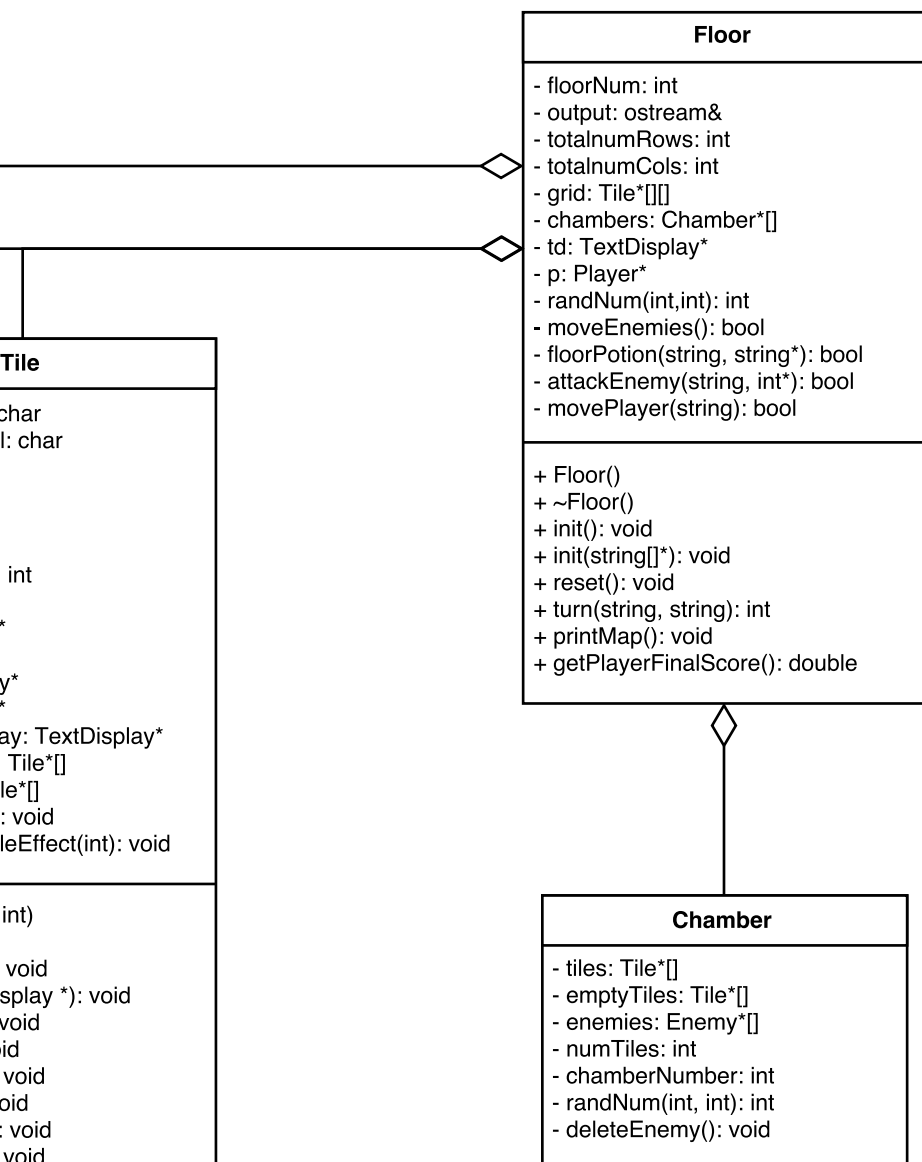 Floor
- floorNum: int
- output: ostream&
- totalnumRows: int
- totalnumCols: int
- grid: Tile*[][]
- chambers: Chamber*[]
- td: TextDisplay*
- p: Player*
- randNum(int,int): int
- moveEnemies(): bool
- floorPotion(string, string*): bool
- attackEnemy(string, int*): bool
- movePlayer(string): bool
+ Floor()
+ ~Floor()
+ init(): void
+ init(string[]*): void
+ reset(): void
+ turn(string, string): int
+ printMap(): void
+ getPlayerFinalScore(): double
Tile
char
l: char
int
*
y*
*
ay: TextDisplay*
Tile*[]
le*[]
: void
leEffect(int): void
int)
void
splay *): void
void
oid
void
oid
: void
void
Chamber
- tiles: Tile*[]
- emptyTiles: Tile*[]
- enemies: Enemy*[]
- numTiles: int
- chamberNumber: int
- randNum(int, int): int
- deleteEnemy(): void